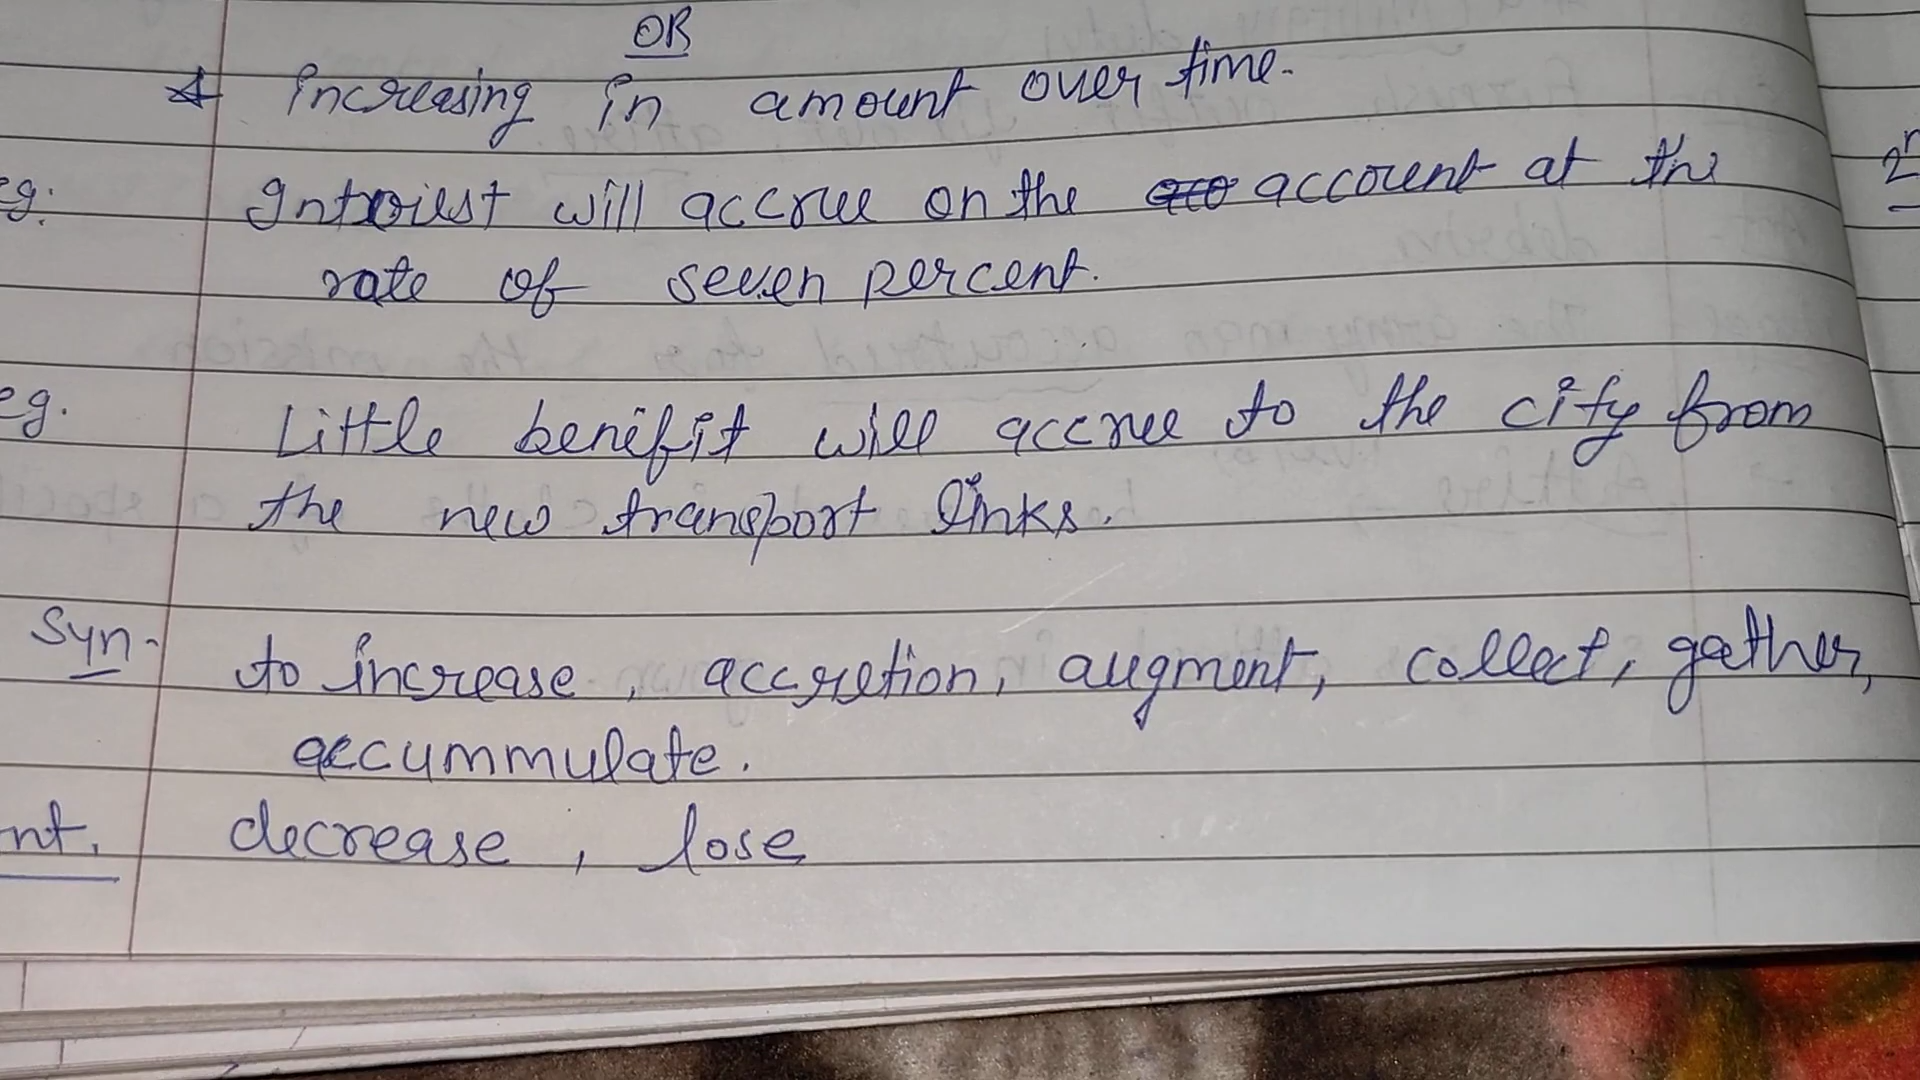 OR
Increasing in amount over time.
eg. Interest will accrue on the account at the
rate of seven percent.
eg. Little benifit will accrue to the city from
the new transport links.
Syn- to increase, accretion, augment, collect, gather,
accummulate.
nt. decrease, lose